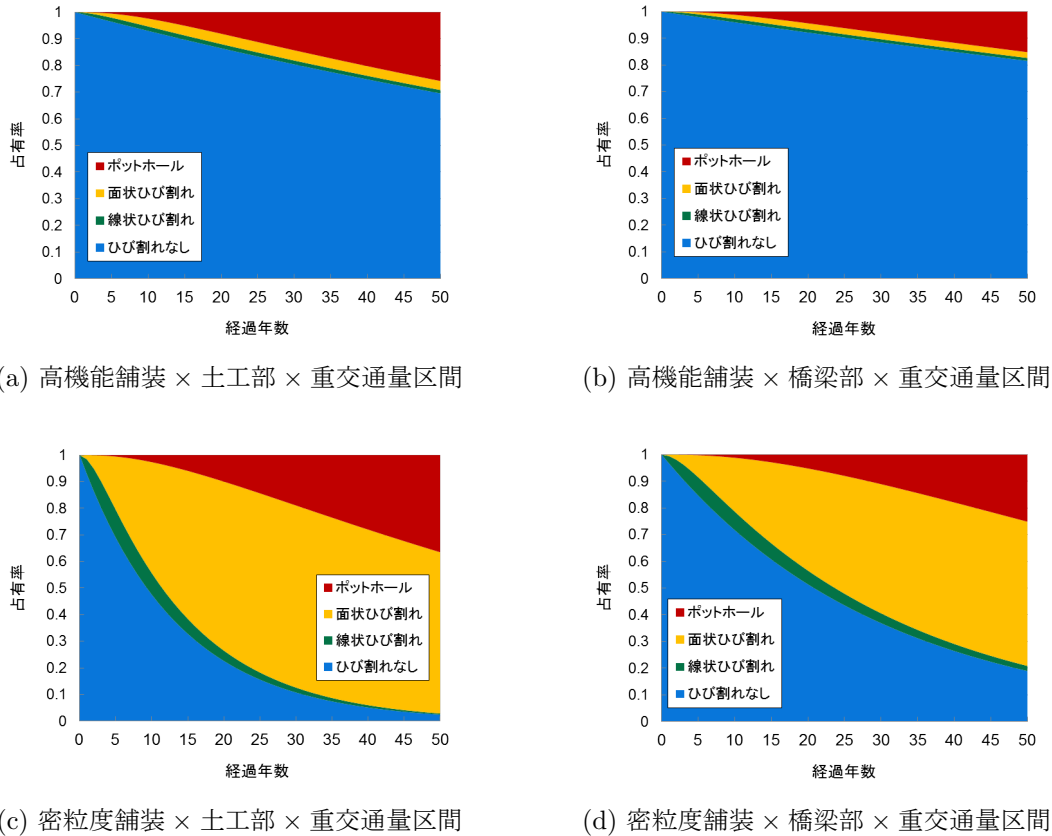 1
0.9
0.8
0.7
0.6
0.5
0.4
0.3
0.2
0.1
0
占有率
ポットホール
面状ひび割れ
線状ひび割れ
ひび割れなし
0 5 10 15 20 25 30 35 40 45 50
経過年数
(a) 高機能舗装 × 土工部 × 重交通量区間
1
0.9
0.8
0.7
0.6
0.5
0.4
0.3
0.2
0.1
0
占有率
ポットホール
面状ひび割れ
線状ひび割れ
ひび割れなし
0 5 10 15 20 25 30 35 40 45 50
経過年数
(b) 高機能舗装 × 橋梁部 × 重交通量区間
1
0.9
0.8
0.7
0.6
0.5
0.4
0.3
0.2
0.1
0
占有率
ポットホール
面状ひび割れ
線状ひび割れ
ひび割れなし
0 5 10 15 20 25 30 35 40 45 50
経過年数
(c) 密粒度舗装 × 土工部 × 重交通量区間
1
0.9
0.8
0.7
0.6
0.5
0.4
0.3
0.2
0.1
0
占有率
ポットホール
面状ひび割れ
線状ひび割れ
ひび割れなし
0 5 10 15 20 25 30 35 40 45 50
経過年数
(d) 密粒度舗装 × 橋梁部 × 重交通量区間